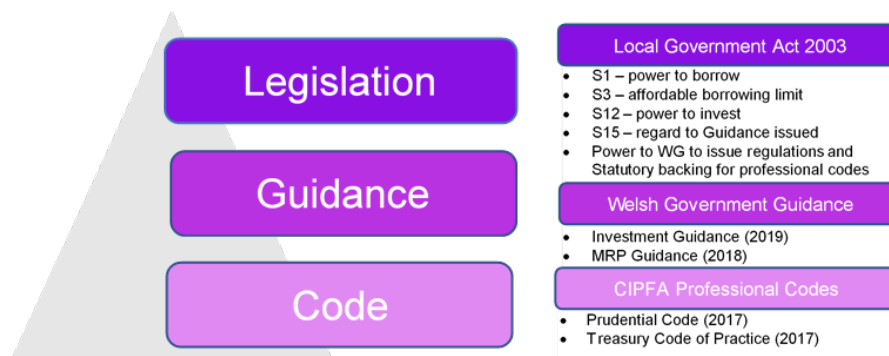 Legislation
Guidance
Code
Local Government Act 2003
• S1 – power to borrow
• S3 – affordable borrowing limit
• S12 – power to invest
• S15 – regard to Guidance issued
• Power to WG to issue regulations and
Statutory backing for professional codes
Welsh Government Guidance
• Investment Guidance (2019)
• MRP Guidance (2018)
CIPFA Professional Codes
• Prudential Code (2017)
• Treasury Code of Practice (2017)